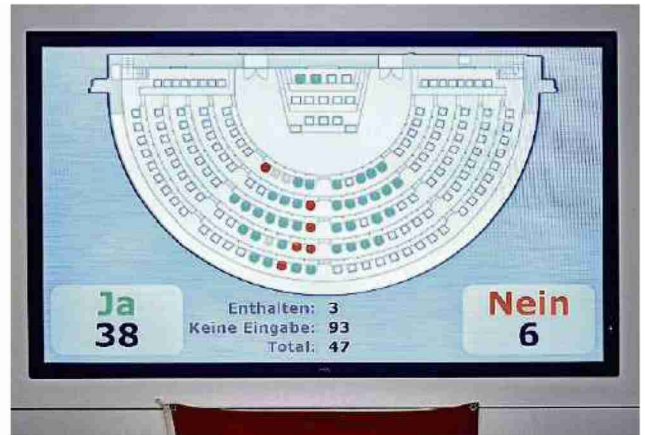 Ja
38
Enthalten: 3
Keine Eingabe: 93
Total: 47
Nein
6